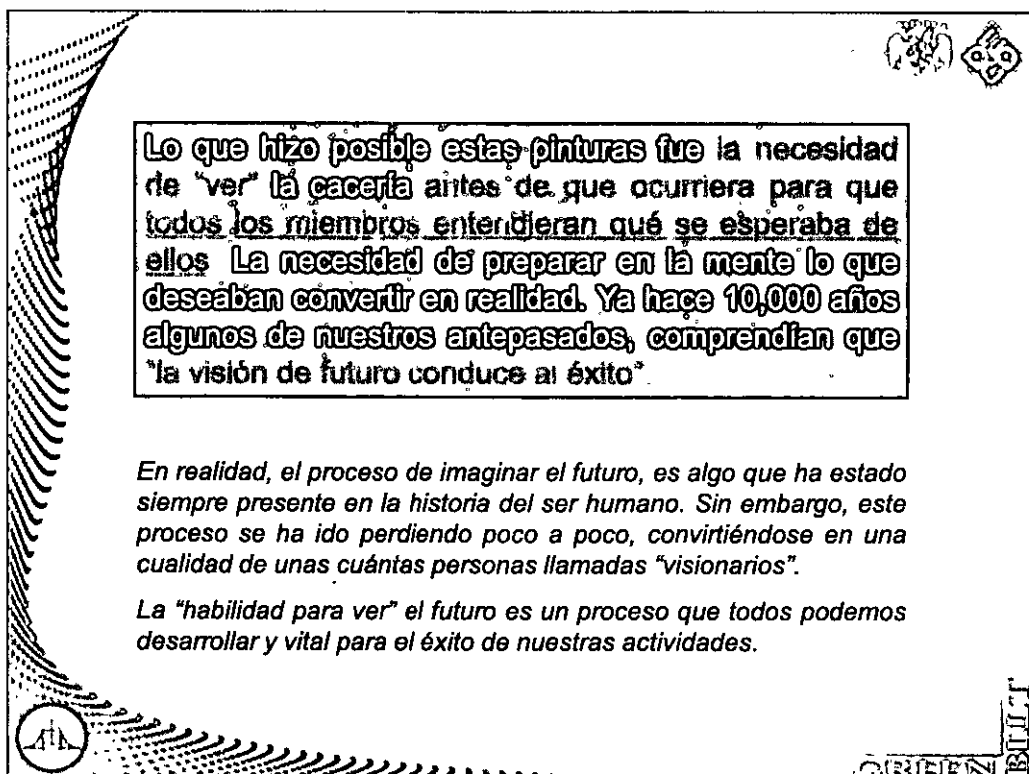 Lo que hizo posible estas pinturas fue la necesidad
de "ver" la cacería antes de que ocurriera para que
todos los miembros entendieran qué se esperaba de
ellos La necesidad de preparar en la mente lo que
deseaban convertir en realidad. Ya hace 10,000 años
algunos de nuestros antepasados, comprendían que
"la visión de futuro conduce al éxito"
En realidad, el proceso de imaginar el futuro, es algo que ha estado
siempre presente en la historia del ser humano. Sin embargo, este
proceso se ha ido perdiendo poco a poco, convirtiéndose en una
cualidad de unas cuántas personas llamadas "visionarios".
La "habilidad para ver" el futuro es un proceso que todos podemos
desarrollar y vital para el éxito de nuestras actividades.